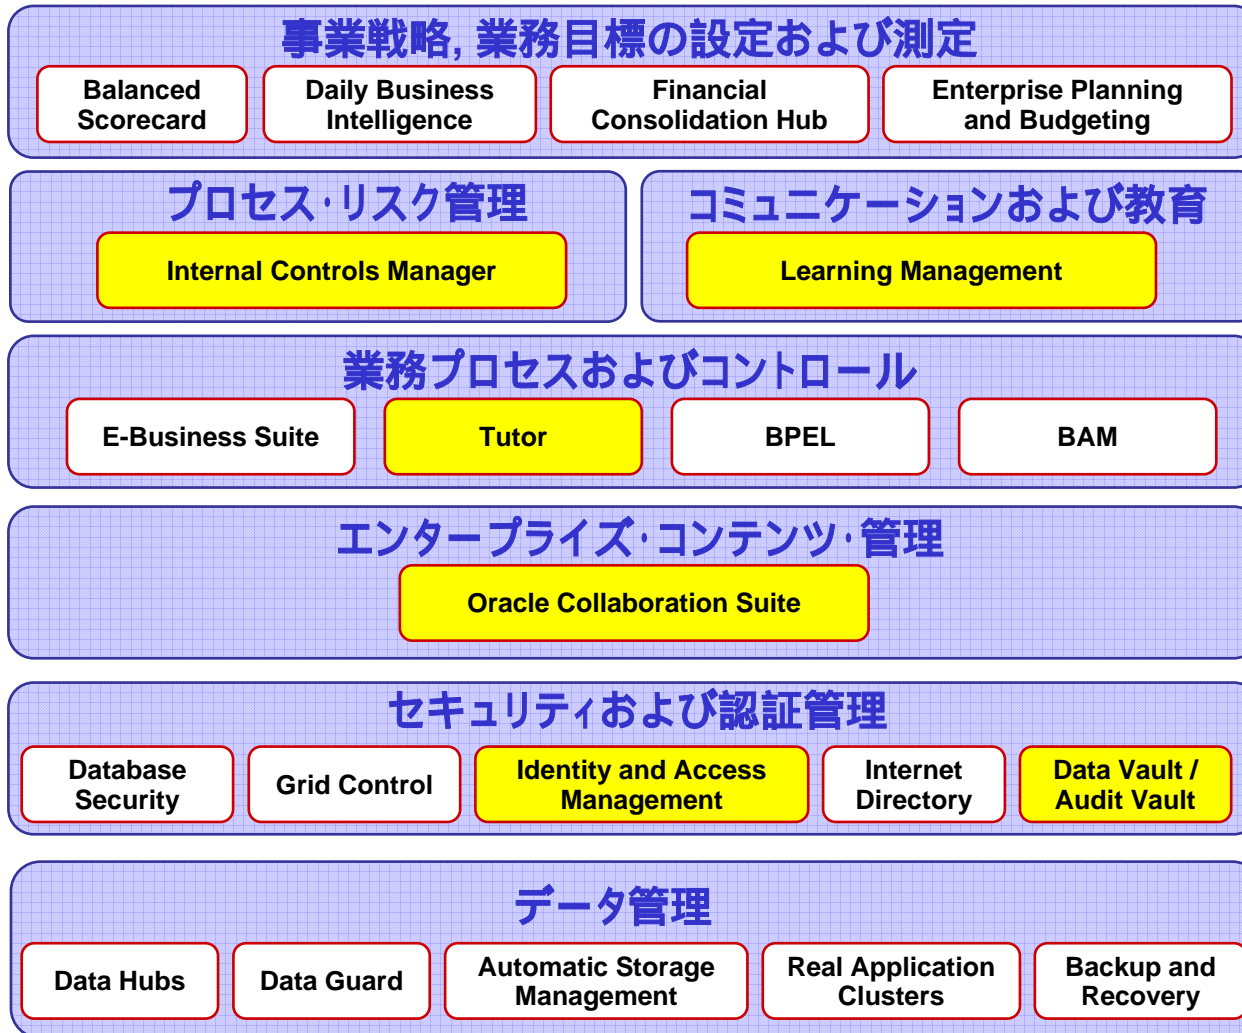 事業戦略, 業務目標の設定および測定
Balanced
Scorecard
Daily Business
Intelligence
Financial
Consolidation Hub
Enterprise Planning
and Budgeting
プロセス・リスク管理
Internal Controls Manager
コミュニケーションおよび教育
Learning Management
業務プロセスおよびコントロール
E-Business Suite
Tutor
BPEL
BAM
エンタープライズ・コンテンツ・管理
Oracle Collaboration Suite
セキュリティおよび認証管理
Database
Security
Grid Control
Identity and Access
Management
Internet
Directory
Data Vault /
Audit Vault
データ管理
Data Hubs
Data Guard
Automatic Storage
Management
Real Application
Clusters
Backup and
Recovery